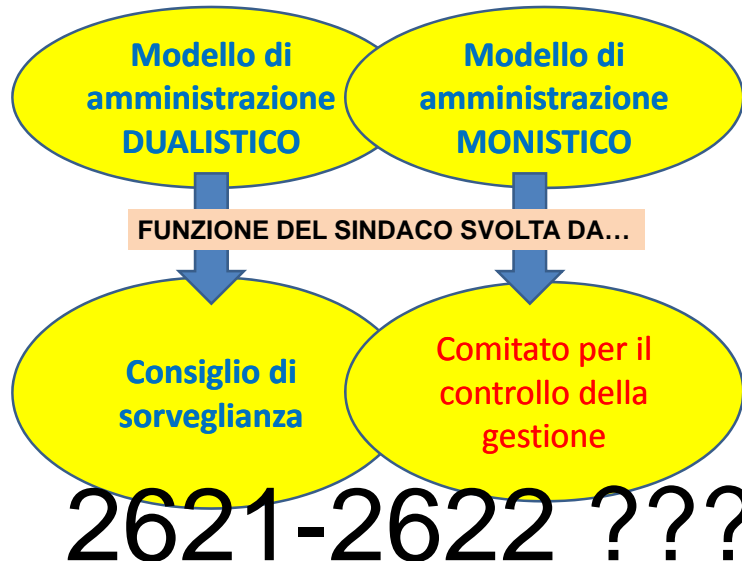 Modello di
amministrazione
DUALISTICO
Modello di
amministrazione
MONISTICO
FUNZIONE DEL SINDACO SVOLTA DA…
Consiglio di
sorveglianza
Comitato per il
controllo della
gestione
2621-2622 ???